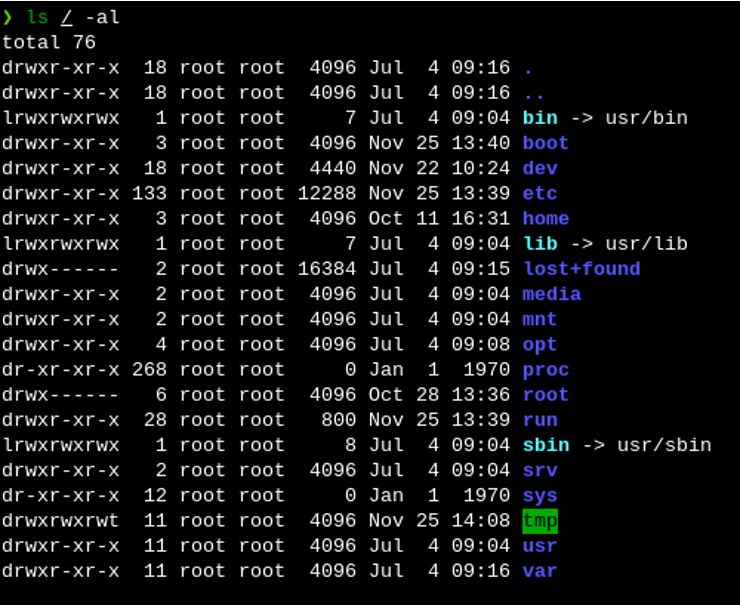 ❯ ls / -al
total 76
drwxr-xr-x  18 root root  4096 Jul  4 09:16 .
drwxr-xr-x  18 root root  4096 Jul  4 09:16 ..
lrwxrwxrwx   1 root root     7 Jul  4 09:04 bin -> usr/bin
drwxr-xr-x   3 root root  4096 Nov 25 13:40 boot
drwxr-xr-x  18 root root  4440 Nov 22 10:24 dev
drwxr-xr-x 133 root root 12288 Nov 25 13:39 etc
drwxr-xr-x   3 root root  4096 Oct 11 16:31 home
lrwxrwxrwx   1 root root     7 Jul  4 09:04 lib -> usr/lib
drwx------   2 root root 16384 Jul  4 09:15 lost+found
drwxr-xr-x   2 root root  4096 Jul  4 09:04 media
drwxr-xr-x   2 root root  4096 Jul  4 09:04 mnt
drwxr-xr-x   4 root root  4096 Jul  4 09:08 opt
dr-xr-xr-x 268 root root     0 Jan  1  1970 proc
drwx------   6 root root  4096 Oct 28 13:36 root
drwxr-xr-x  28 root root   800 Nov 25 13:39 run
lrwxrwxrwx   1 root root     8 Jul  4 09:04 sbin -> usr/sbin
drwxr-xr-x   2 root root  4096 Jul  4 09:04 srv
dr-xr-xr-x  12 root root     0 Jan  1  1970 sys
drwxrwxrwt  11 root root  4096 Nov 25 14:08 tmp
drwxr-xr-x  11 root root  4096 Jul  4 09:04 usr
drwxr-xr-x  11 root root  4096 Jul  4 09:16 var